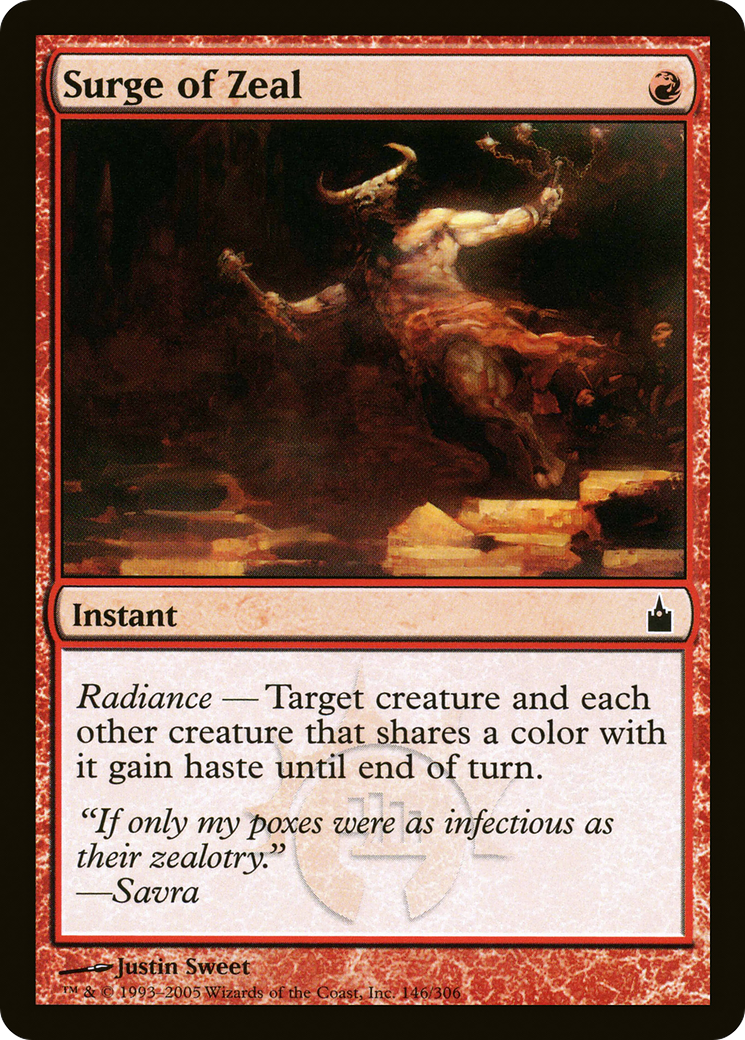 Surge of Zeal
Instant
Radiance — Target creature and each
other creature that shares a color with
it gain haste until end of turn.
“If only my poxes were as infectious as
their zealotry.”
—Savra
Justin Sweet
™ & © 1993–2005 Wizards of the Coast, Inc. 146/306